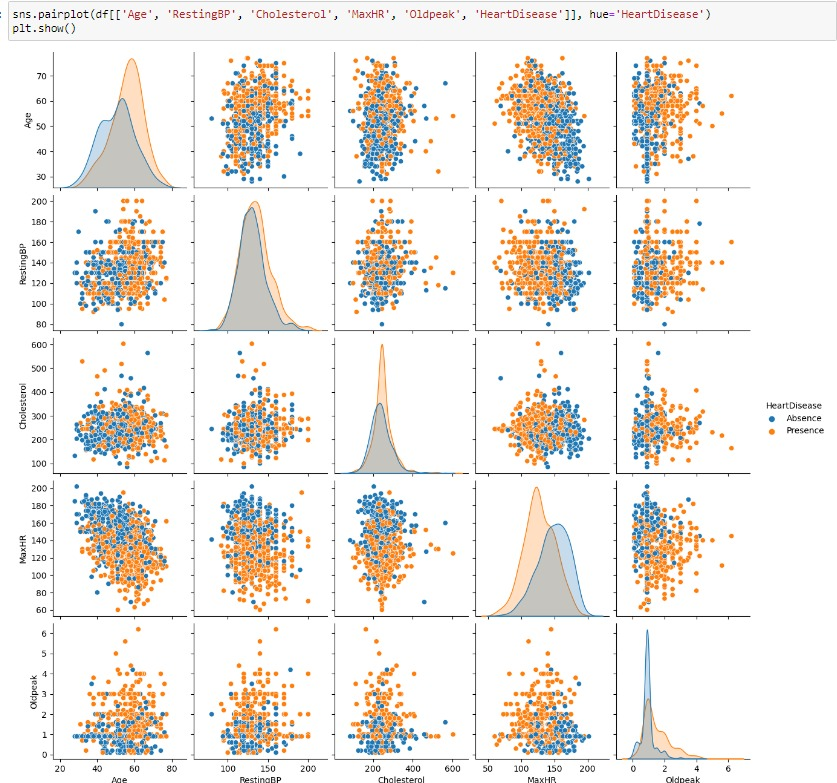 sns.pairplot(df[['Age', 'RestingBP', 'Cholesterol', 'MaxHR', 'Oldpeak', 'HeartDisease']], hue='HeartDisease')
plt.show()
70
60
50
40
30
Age
200
180
160
140
120
100
80
RestingBP
600
500
400
300
200
100
Cholesterol
HeartDisease
Absence
Presence
200
180
160
140
120
100
80
60
MaxHR
6
5
4
3
2
1
0
Oldpeak
20 40 60 80
Age
100 150 200
RestingBP
200 400 600
Cholesterol
50 100 150 200
MaxHR
0 2 4 6
Oldpeak